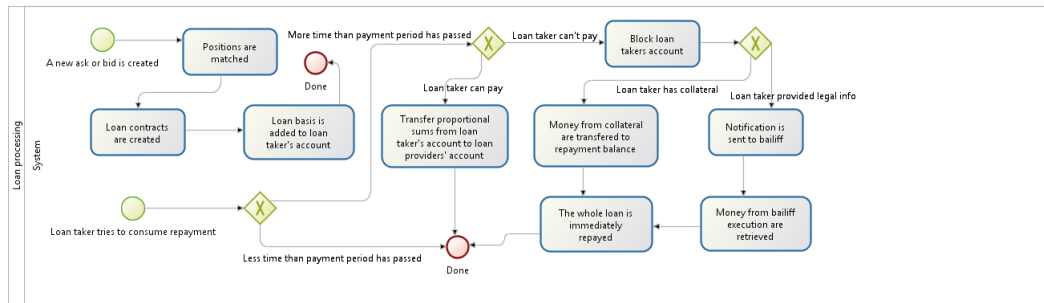 Loan processing
System
A new ask or bid is created
Positions are
matched
Loan contracts
are created
Loan basis is
added to loan
taker's account
Done
More time than payment period has passed
Loan taker can't pay
Block loan
takers account
Loan taker can pay
Loan taker has collateral
Loan taker provided legal info
Transfer proportional
sums from loan
taker's account to loan
providers' account
Money from collateral
are transfered to
repayment balance
Notification is
sent to bailiff
Loan taker tries to consume repayment
Less time than payment period has passed
Done
The whole loan is
immediately
repayed
Money from bailiff
execution are
retrieved